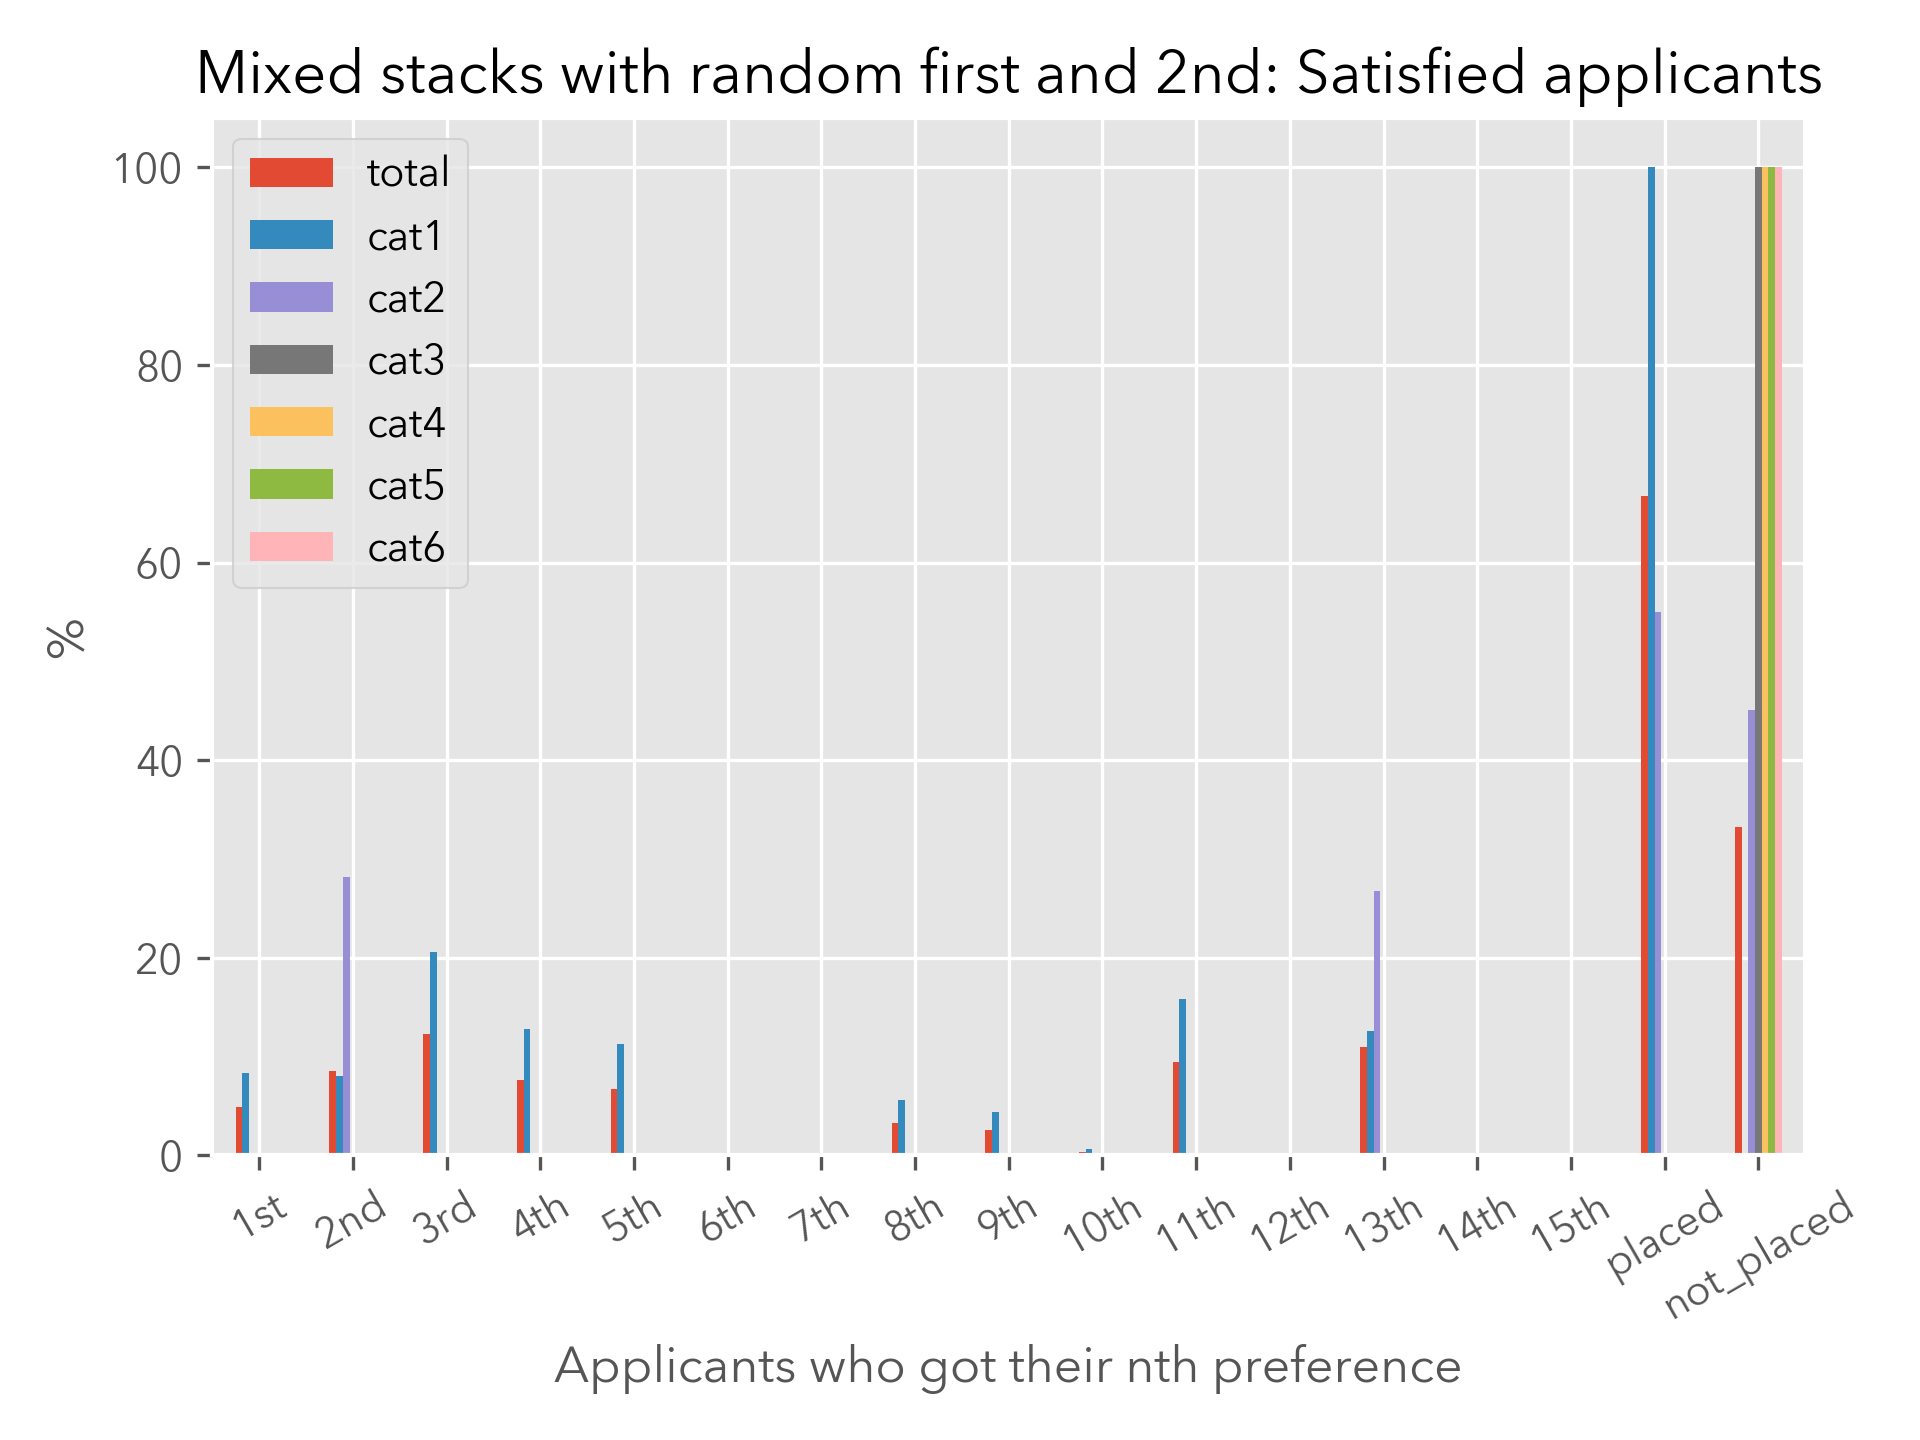 Mixed stacks with random first and 2nd: Satisfied applicants
total
cat1
cat2
cat3
cat4
cat5
cat6
100
80
60
40
20
0
%
1st 2nd 3rd 4th 5th 6th 7th 8th 9th 10th 11th 12th 13th 14th 15th placed not_placed
Applicants who got their nth preference